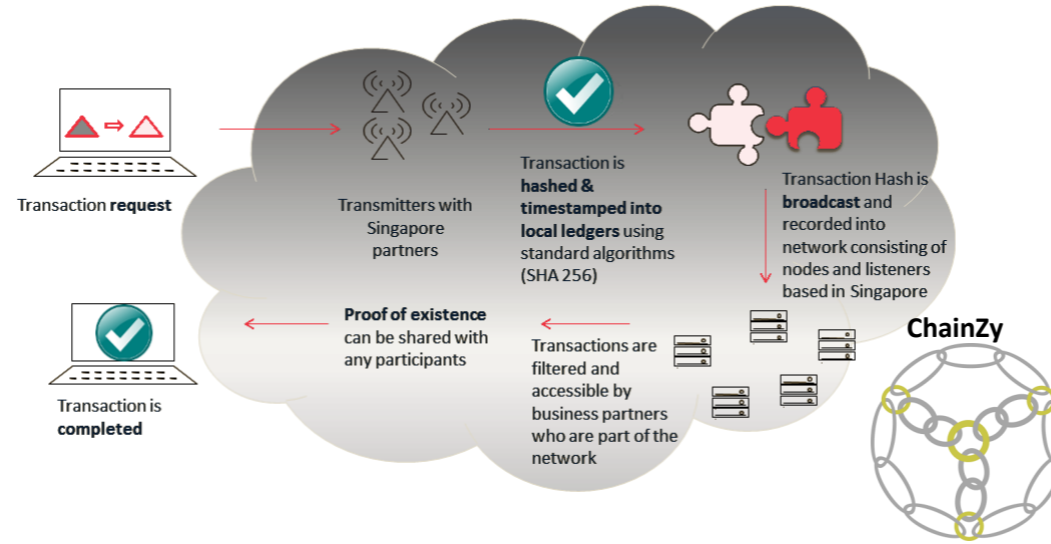 Transaction request
Transmitters with
Singapore
partners
Transaction is
hashed &
timestamped into
local ledgers using
standard algorithms
(SHA 256)
Transaction Hash is
broadcast and
recorded into
network consisting of
nodes and listeners
based in Singapore
ChainZy
Transactions are
filtered and
accessible by
business partners
who are part of the
network
Proof of existence
can be shared with
any participants
Transaction is
completed